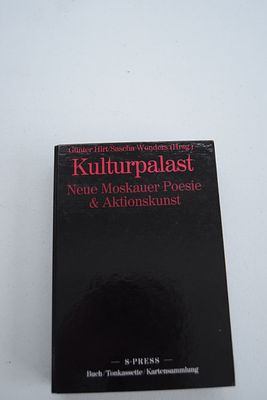 Günter Hirt/Sascha Wonders (Hrsg.)
Kulturpalast
Neue Moskauer Poesie
& Aktionskunst
— S-PRESS —
Buch/Tonkassette/Kartensammlung